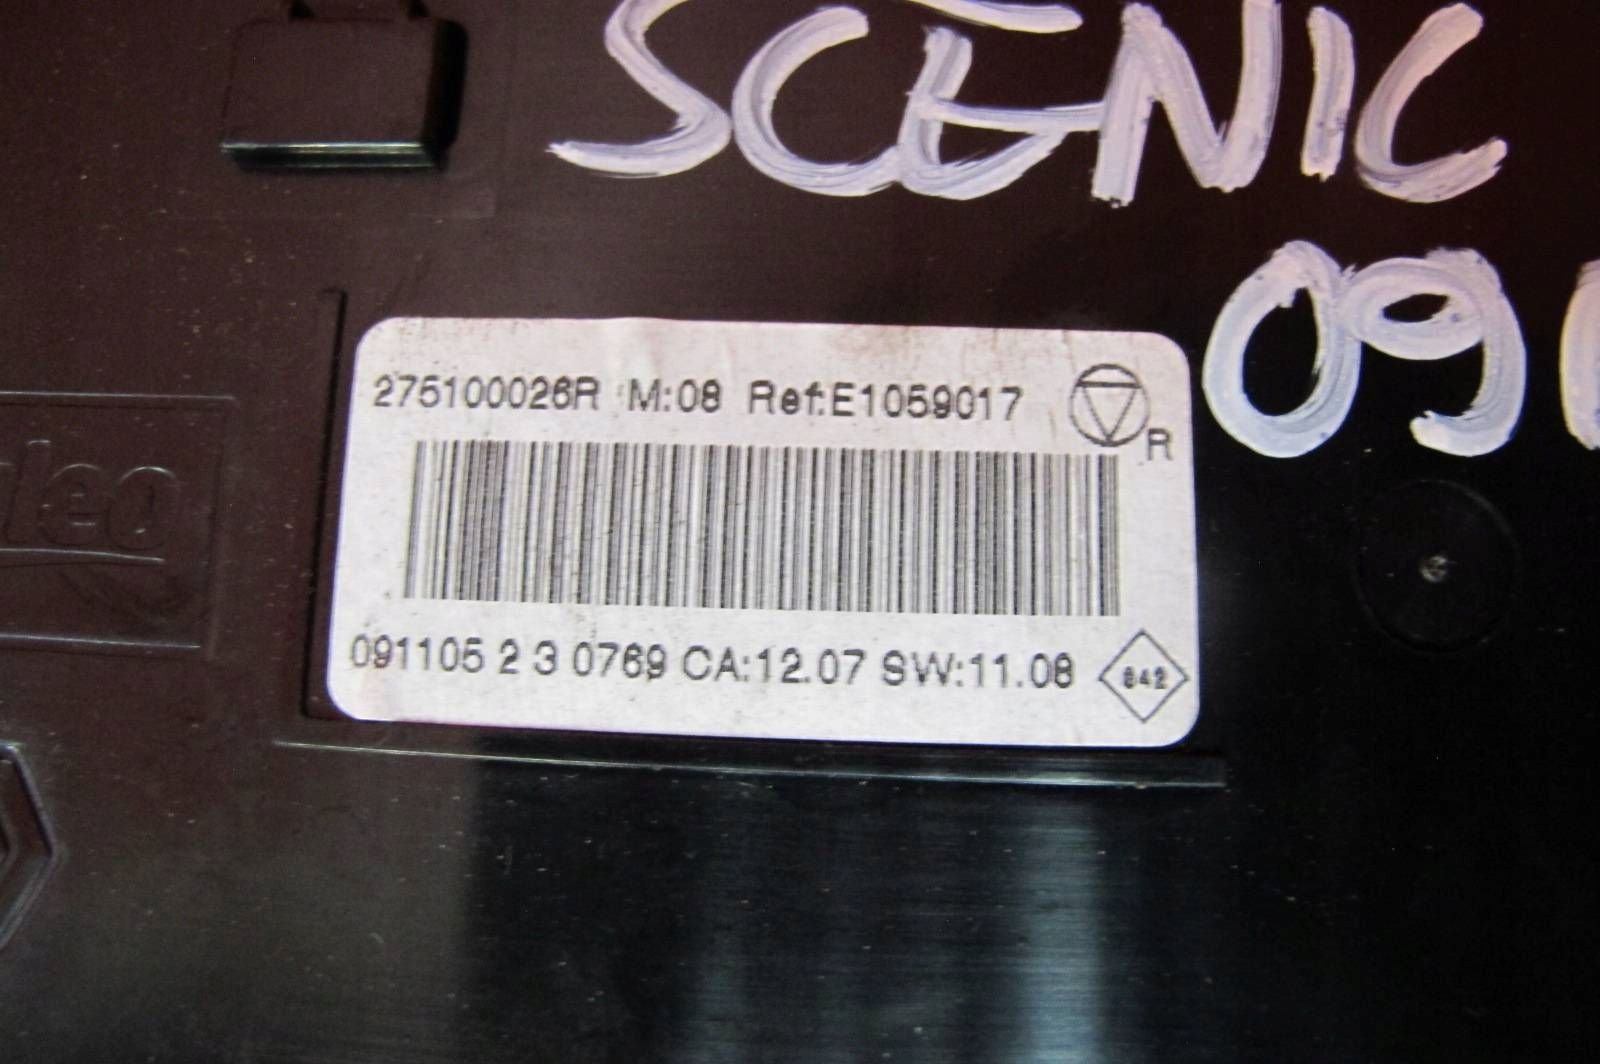 SCENIC
09
275100026R M:08 Ref:E1059017
R
091105 2 3 0769 CA:12.07 SW:11.08
842